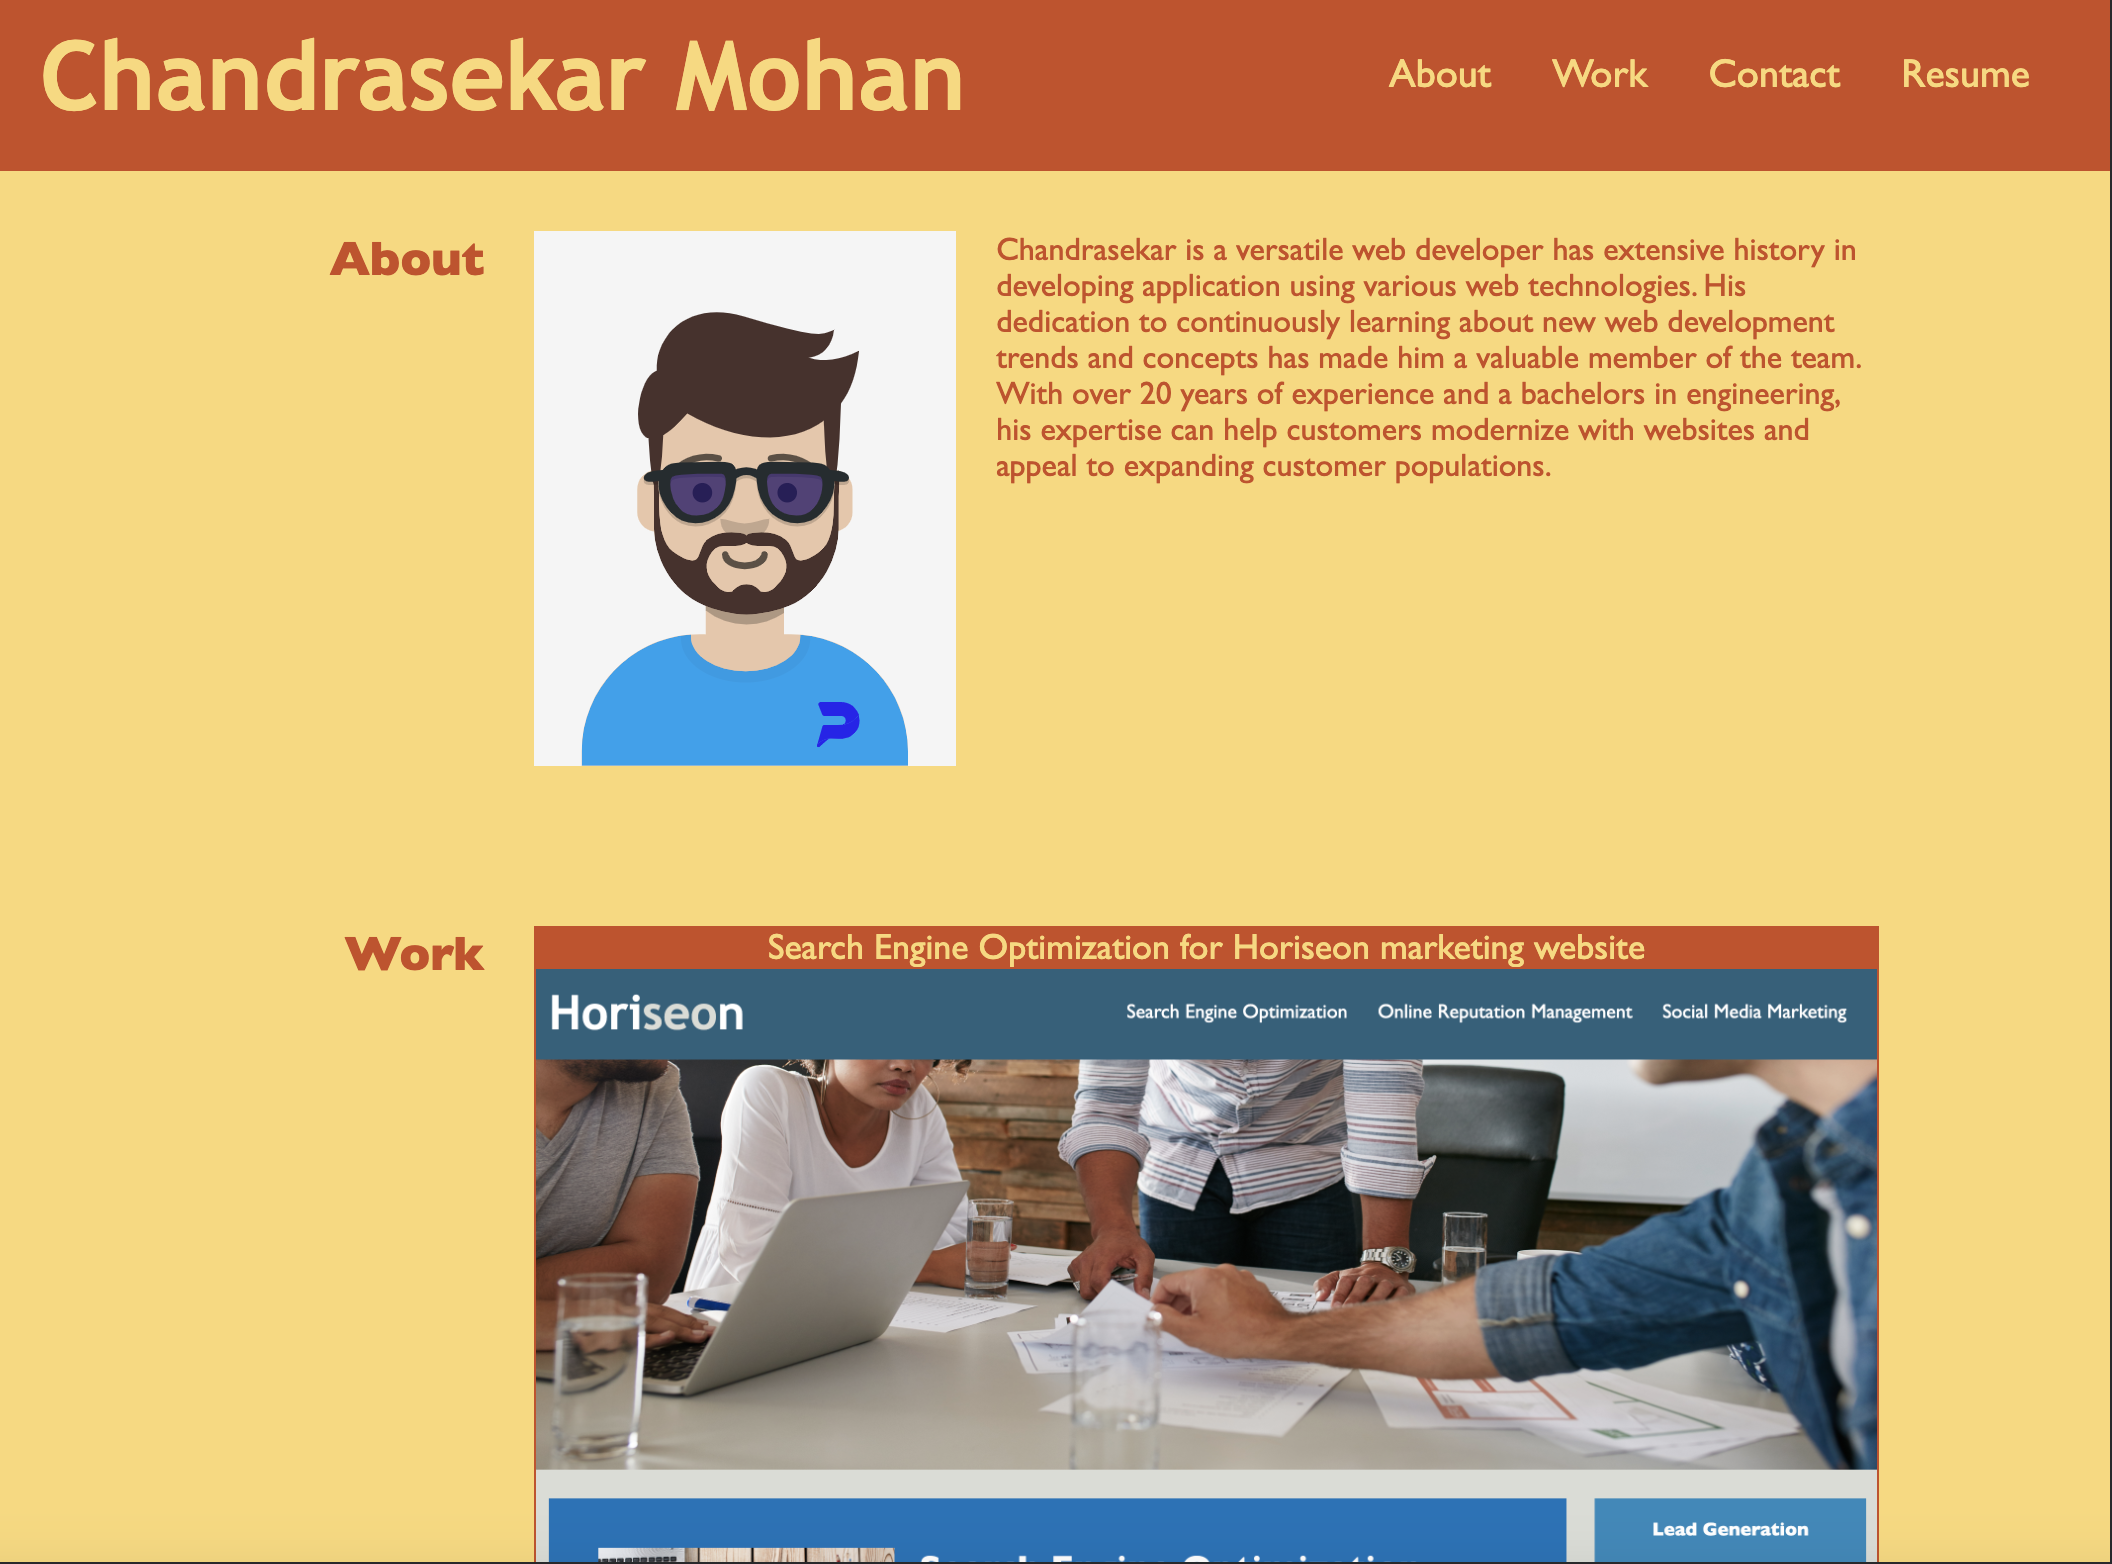 Chandrasekar Mohan
About Work Contact Resume
About
Chandrasekar is a versatile web developer has extensive history in
developing application using various web technologies. His
dedication to continuously learning about new web development
trends and concepts has made him a valuable member of the team.
With over 20 years of experience and a bachelors in engineering,
his expertise can help customers modernize with websites and
appeal to expanding customer populations.
Work
Search Engine Optimization for Horiseon marketing website
Horiseon
Search Engine Optimization Online Reputation Management Social Media Marketing
Lead Generation